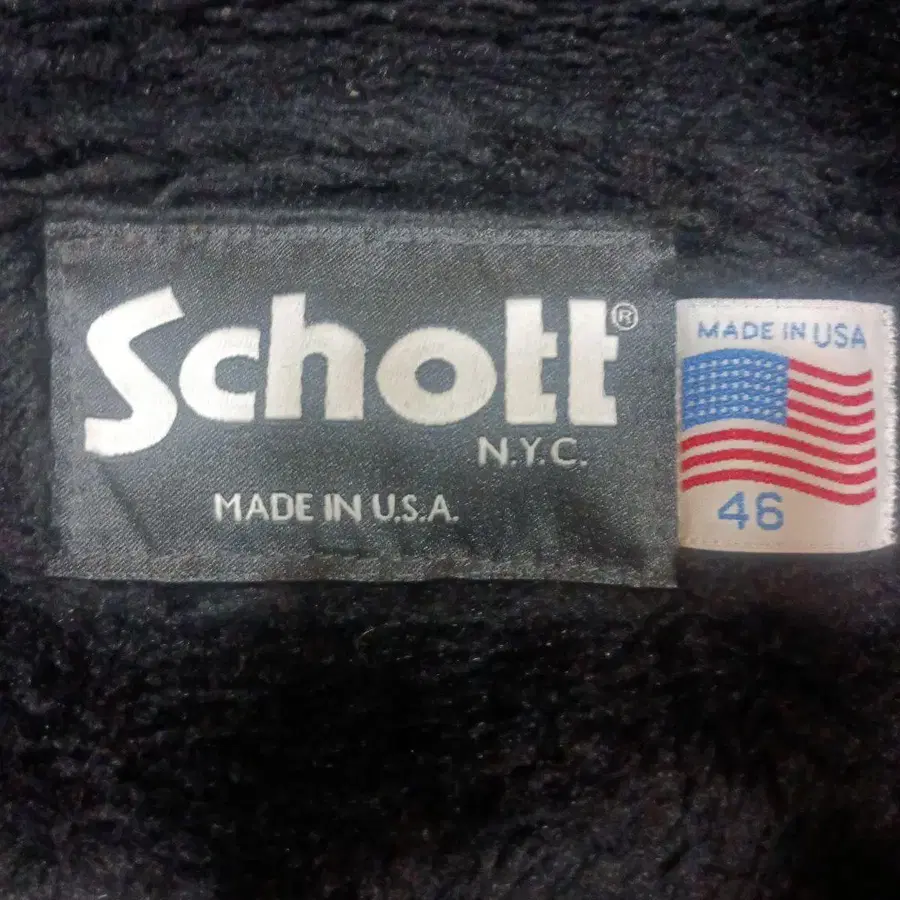 Schott®
N.Y.C.
MADE IN U.S.A.
MADE IN USA
46